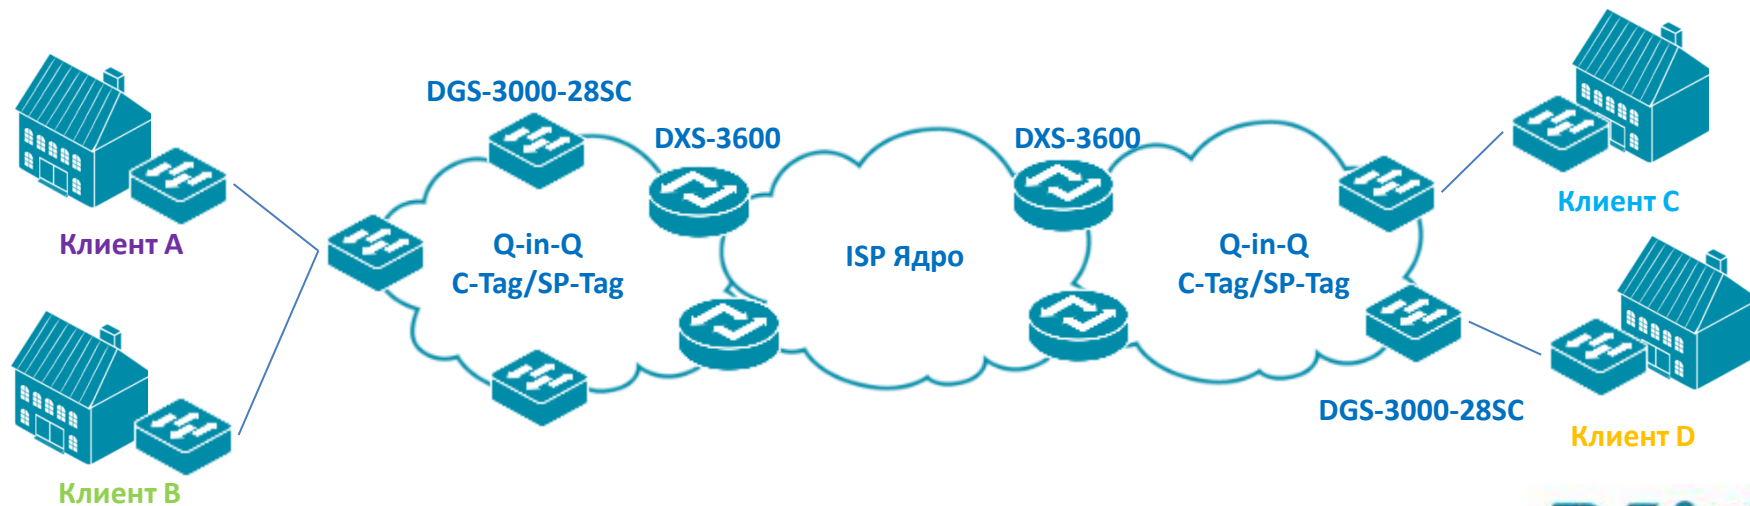 DGS-3000-28SC
DXS-3600
DXS-3600
Клиент C
Клиент A
Q-in-Q
C-Tag/SP-Tag
ISP Ядро
Q-in-Q
C-Tag/SP-Tag
DGS-3000-28SC
Клиент D
Клиент B